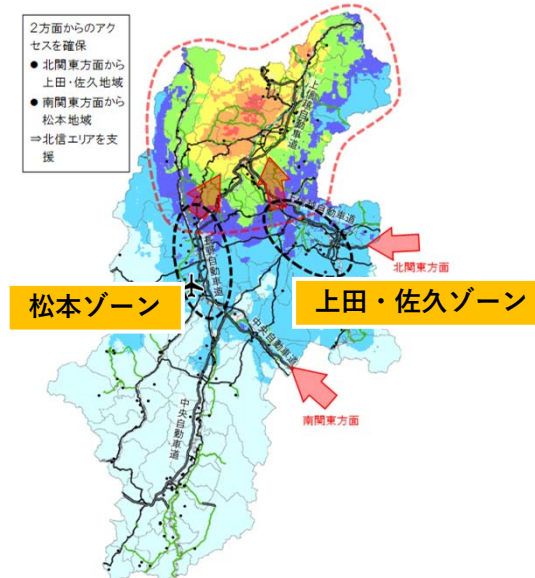 ２方面からのアク
セスを確保
● 北関東方面から
上田・佐久地域
● 南関東方面から
松本地域
⇒北信エリアを支
援
上信越自動車道
上信越自動車道
長野自動車道
北関東方面
松本ゾーン
上田・佐久ゾーン
中央自動車道
南関東方面
中央自動車道